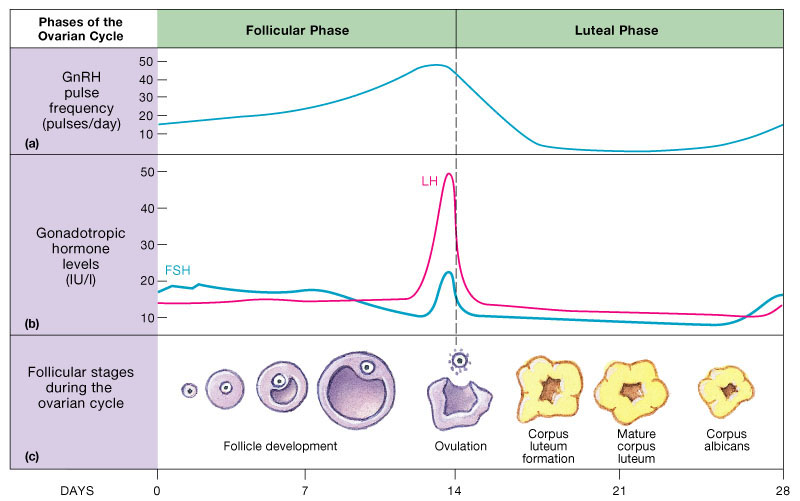 Phases of the
Ovarian Cycle
Follicular Phase
Luteal Phase
GnRH
pulse
frequency
(pulses/day)
(a)
50
40
30
20
10
Gonadotropic
hormone
levels
(IU/l)
(b)
50
40
30
20
10
LH
FSH
Follicular stages
during the
ovarian cycle
(c)
Follicle development
Ovulation
Corpus
luteum
formation
Mature
corpus
luteum
Corpus
albicans
DAYS
0
7
14
21
28